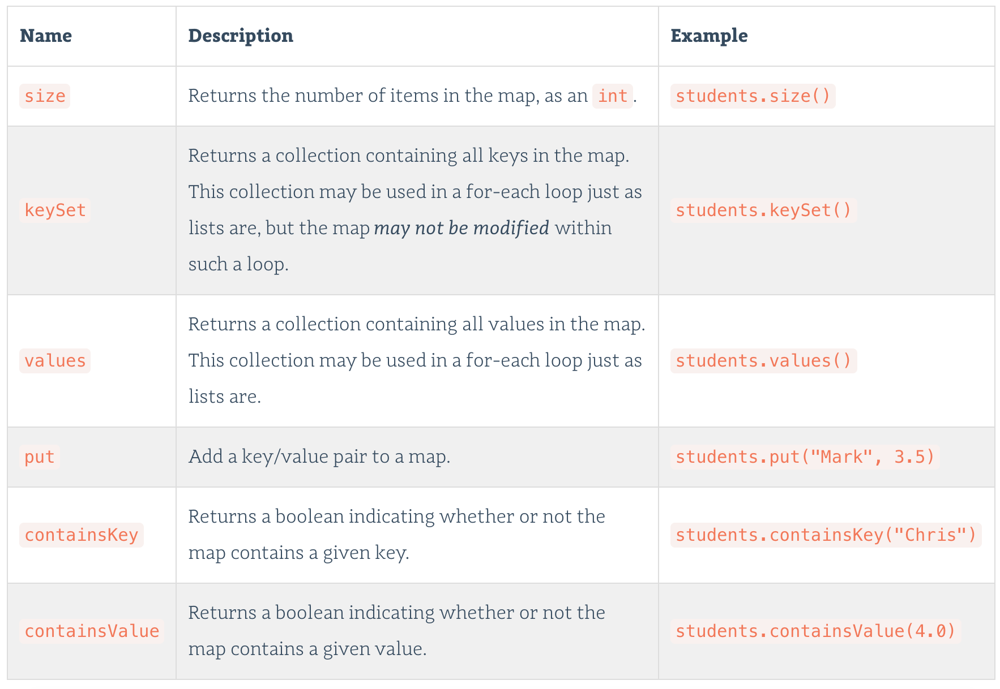 Name Description Example
size Returns the number of items in the map, as an int. students.size()
Returns a collection containing all keys in the map.
This collection may be used in a for-each loop just as
keySet students.keySet()
lists are, but the map may not be modified within
such a loop.
Returns a collection containing all values in the map.
values This collection may be used in a for-each loop just as students.values()
lists are.
put Add a key/value pair to a map. students.put("Mark", 3.5)
Returns a boolean indicating whether or not the
containsKey students.containsKey("Chris")
map contains a given key.
Returns a boolean indicating whether or not the
containsValue students.containsValue(4.0)
map contains a given value.